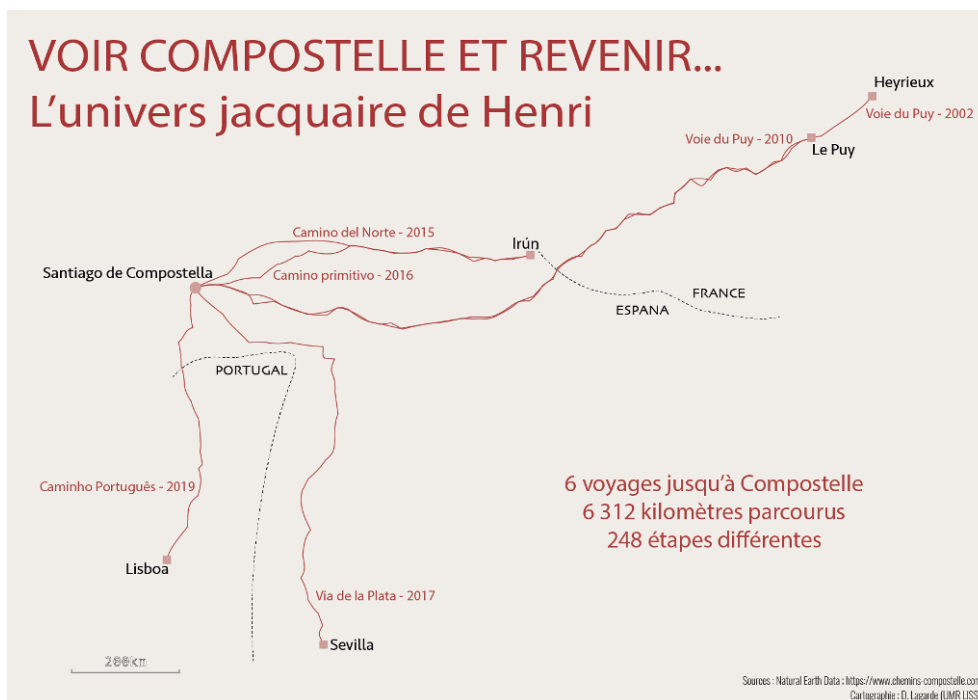 VOIR COMPOSTELLE ET REVENIR...
L'univers jacquaire de Henri
Heyrieux
Voie du Puy - 2002
Voie du Puy - 2010
Le Puy
Camino del Norte - 2015
Irún
Santiago de Compostella
Camino primitivo - 2016
FRANCE
ESPANA
PORTUGAL
Caminho Português - 2019
6 voyages jusqu'à Compostelle
6 312 kilomètres parcourus
248 étapes différentes
Lisboa
Via de la Plata - 2017
Sevilla
200km
Sources : Natural Earth Data ; https://www.chemins-compostelle.com
Cartographie : D. Lagarde (UMR LISS